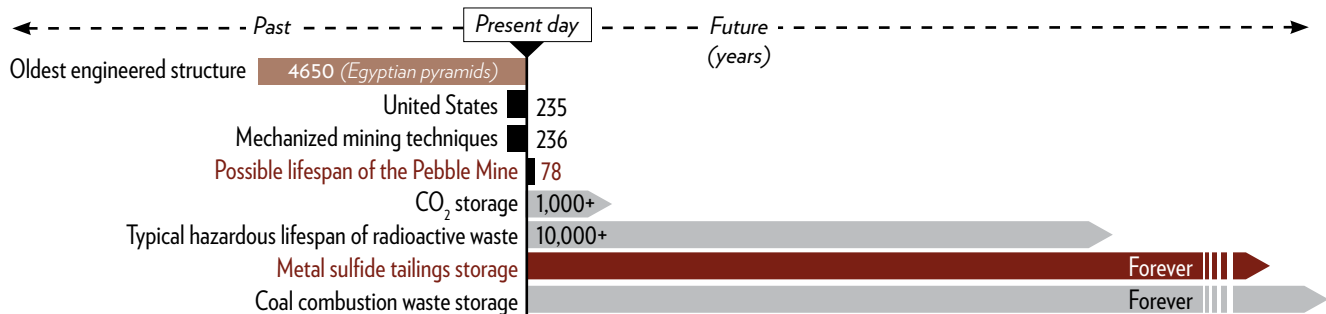 Past Present day Future
(years)
Oldest engineered structure 4650 (Egyptian pyramids)
United States 235
Mechanized mining techniques 236
Possible lifespan of the Pebble Mine 78
CO₂ storage 1,000+
Typical hazardous lifespan of radioactive waste 10,000+
Metal sulfide tailings storage Forever
Coal combustion waste storage Forever